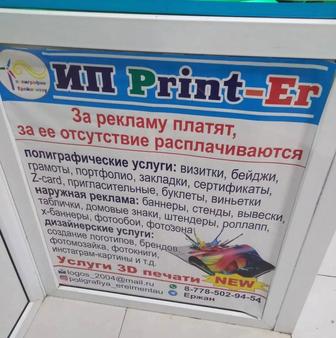 ИП Print-Er
За рекламу платят,
за ее отсутствие расплачиваются
полиграфические услуги: визитки, бейджи,
грамоты, портфолио, закладки, сертификаты,
Z-card, пригласительные, буклеты, виньетки
наружная реклама: баннеры, стенды, вывески,
таблички, домовые знаки, штендеры, роллапп,
х-баннеры, фотообои, фотозона
дизайнерские услуги:
создание логотипов, брендов,
фотомозайка, фотокниги,
инстаграм-картины и т.д.
Услуги 3D печати NEW
logos_2004@mail.ru 8-778-502-94-54
poligrafiya_ereimentau Ержан